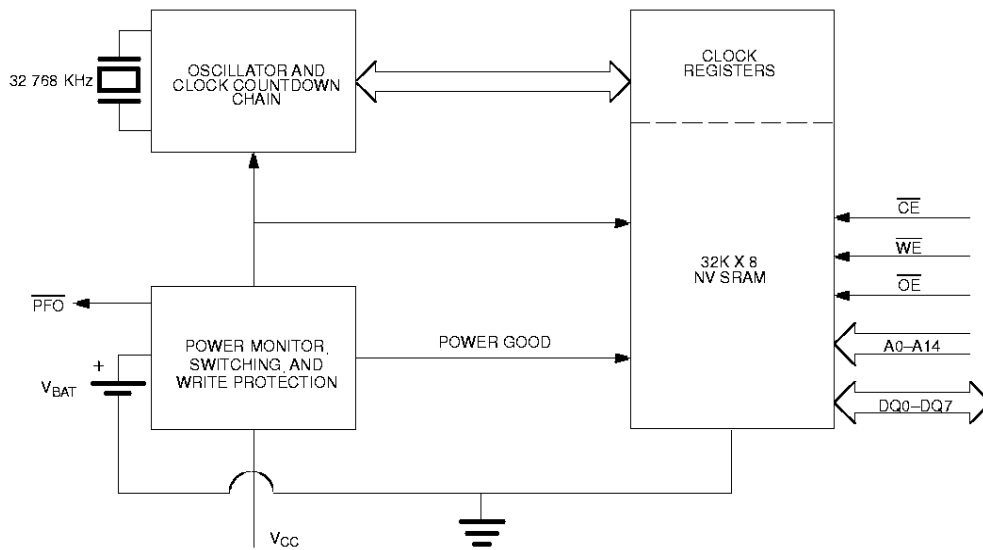 32 768 KHz
OSCILLATOR AND
CLOCK COUNTDOWN
CHAIN
CLOCK
REGISTERS
32K X 8
NV SRAM
CE
WE
OE
A0–A14
DQ0–DQ7
PFO
POWER MONITOR,
SWITCHING, AND
WRITE PROTECTION
POWER GOOD
+
VBAT
VCC